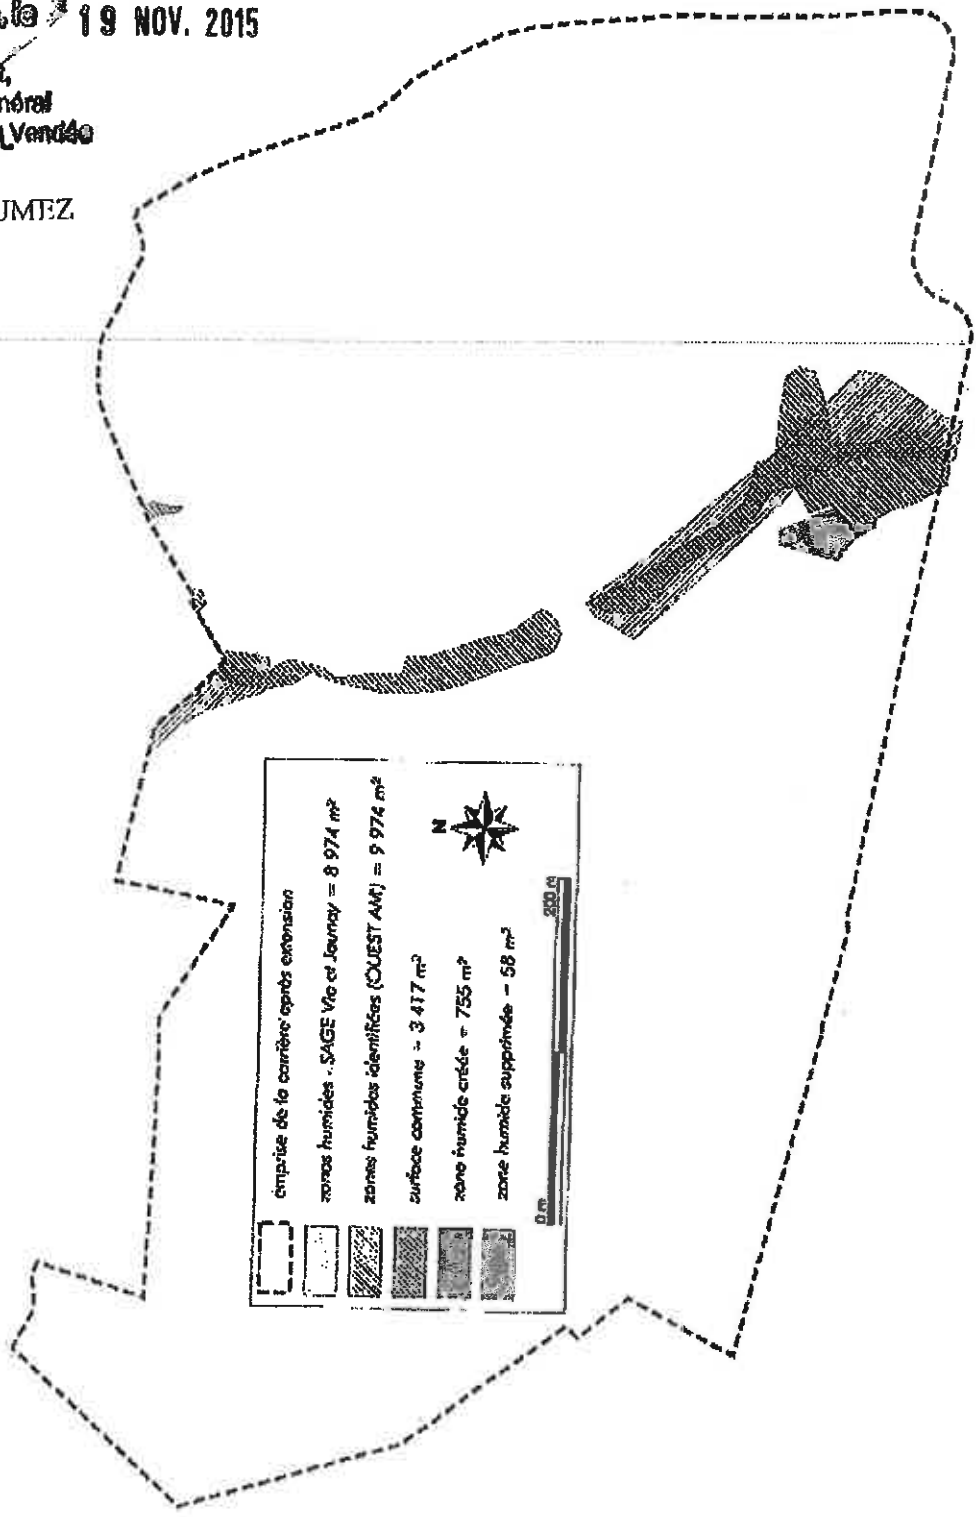 19 NOV. 2015
Vendée
UMEZ
emprise de la carrière après extension
zones humides - SAGE Vie et Jaunay = 8 974 m²
zones humides identifiées (OUEST AM) = 9 974 m²
surface commune = 3 417 m²
zone humide créée = 755 m²
zone humide supprimée = 58 m²
N
0 m
200 m